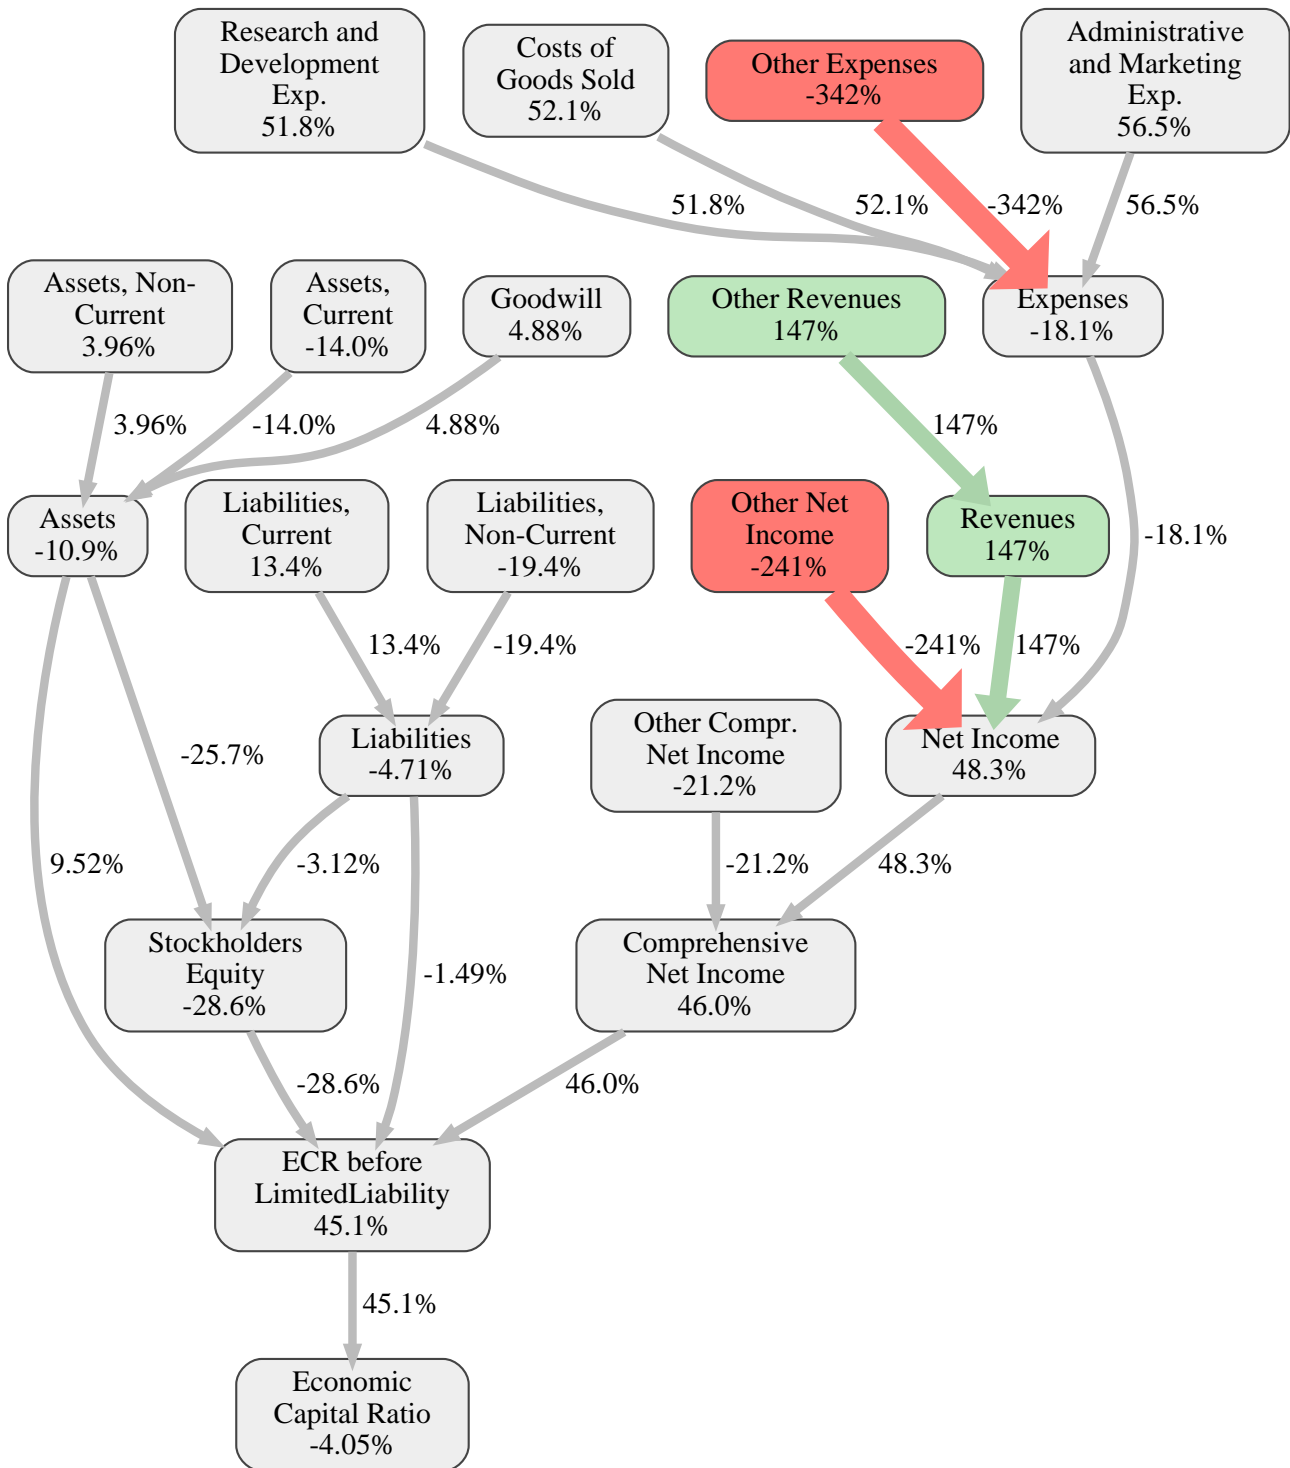 Research and
Development
Exp.
51.8%
Costs of
Goods Sold
52.1%
Other Expenses
-342%
Administrative
and Marketing
Exp.
56.5%
51.8%
52.1%
-342%
56.5%
Assets, Non-
Current
3.96%
Assets,
Current
-14.0%
Goodwill
4.88%
Other Revenues
147%
Expenses
-18.1%
3.96%
-14.0%
4.88%
147%
Assets
-10.9%
Liabilities,
Current
13.4%
Liabilities,
Non-Current
-19.4%
Other Net
Income
-241%
Revenues
147%
-18.1%
13.4%
-19.4%
-241%
147%
Liabilities
-4.71%
Other Compr.
Net Income
-21.2%
Net Income
48.3%
-25.7%
9.52%
-3.12%
-21.2%
48.3%
Stockholders
Equity
-28.6%
-1.49%
Comprehensive
Net Income
46.0%
-28.6%
46.0%
ECR before
LimitedLiability
45.1%
45.1%
Economic
Capital Ratio
-4.05%